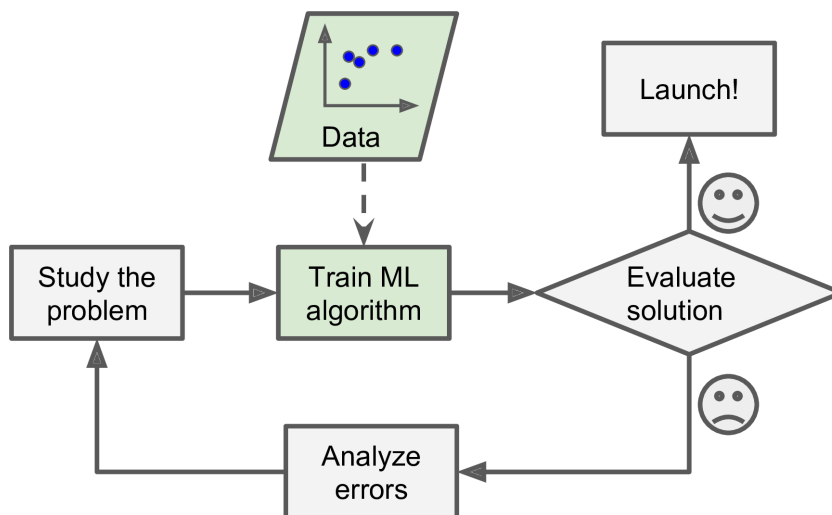 Data
Launch!
Study the
problem
Train ML
algorithm
Evaluate
solution
Analyze
errors